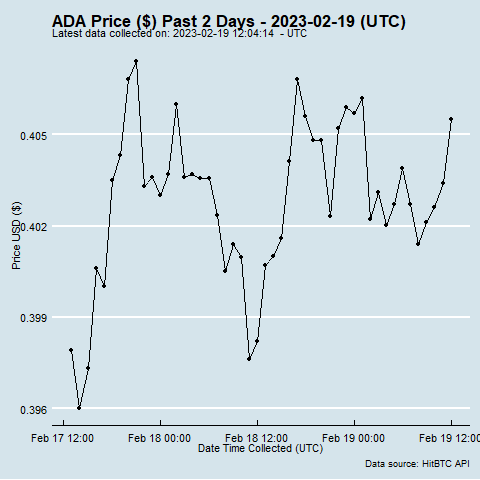 ADA Price ($) Past 2 Days - 2023-02-19 (UTC)
Latest data collected on: 2023-02-19 12:04:14 - UTC
Price USD ($)
0.405
0.402
0.399
0.396
Feb 17 12:00
Feb 18 00:00
Feb 18 12:00
Feb 19 00:00
Feb 19 12:00
Date Time Collected (UTC)
Data source: HitBTC API